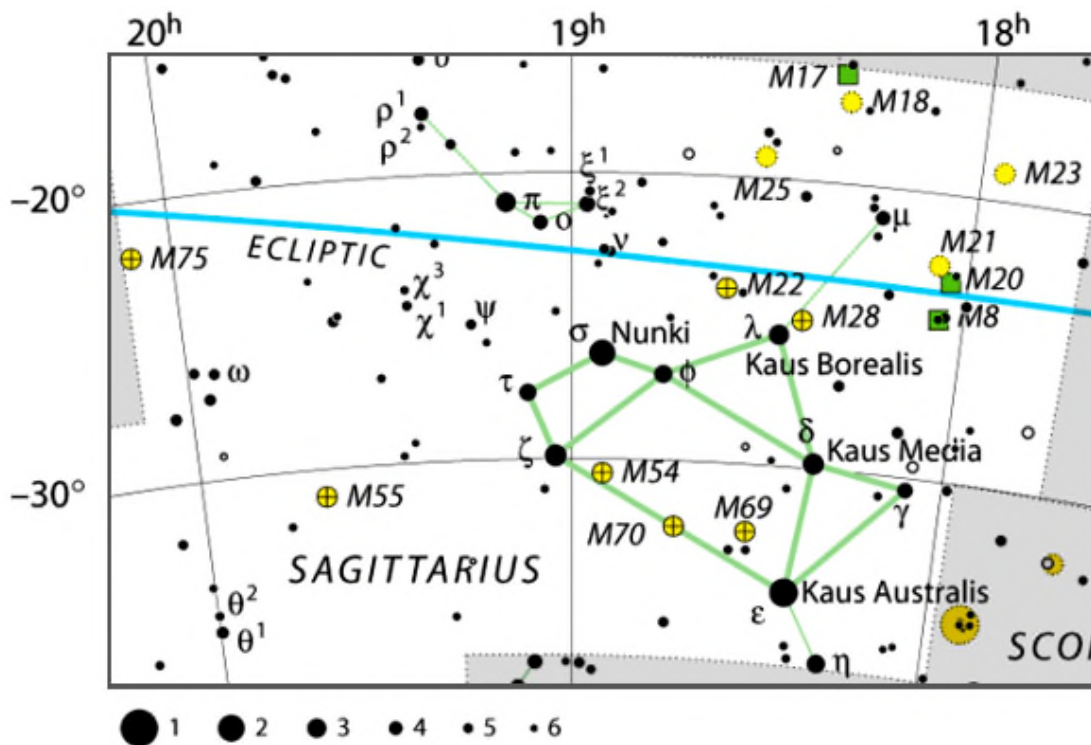 20h 19h 18h
υ M17
ρ1 M18
ρ2
ξ1 M25 M23
–20° π ο ξ2 μ
ECLIPTIC ν M21
M75 M20
χ3 M22
χ1 ψ M28 M8
σ Nunki λ
Kaus Borealis
ω τ φ
δ
ζ Kaus Media
M54
–30° M55 M69 γ
M70
SAGITTARIUS Kaus Australis
θ2 ε
θ1
SCO
η
1 2 3 4 5 6